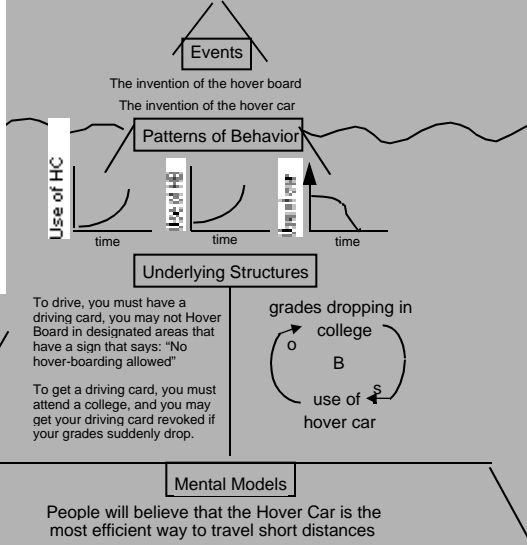 Events
The invention of the hover board
The invention of the hover car
Patterns of Behavior
Use of HC
Use of HB
time
time
time
Underlying Structures
To drive, you must have a
driving card, you may not Hover
Board in designated areas that
have a sign that says: “No
hover-boarding allowed”
To get a driving card, you must
attend a college, and you may
get your driving card revoked if
your grades suddenly drop.
grades dropping in
college
o
B
s
use of
hover car
Mental Models
People will believe that the Hover Car is the
most efficient way to travel short distances